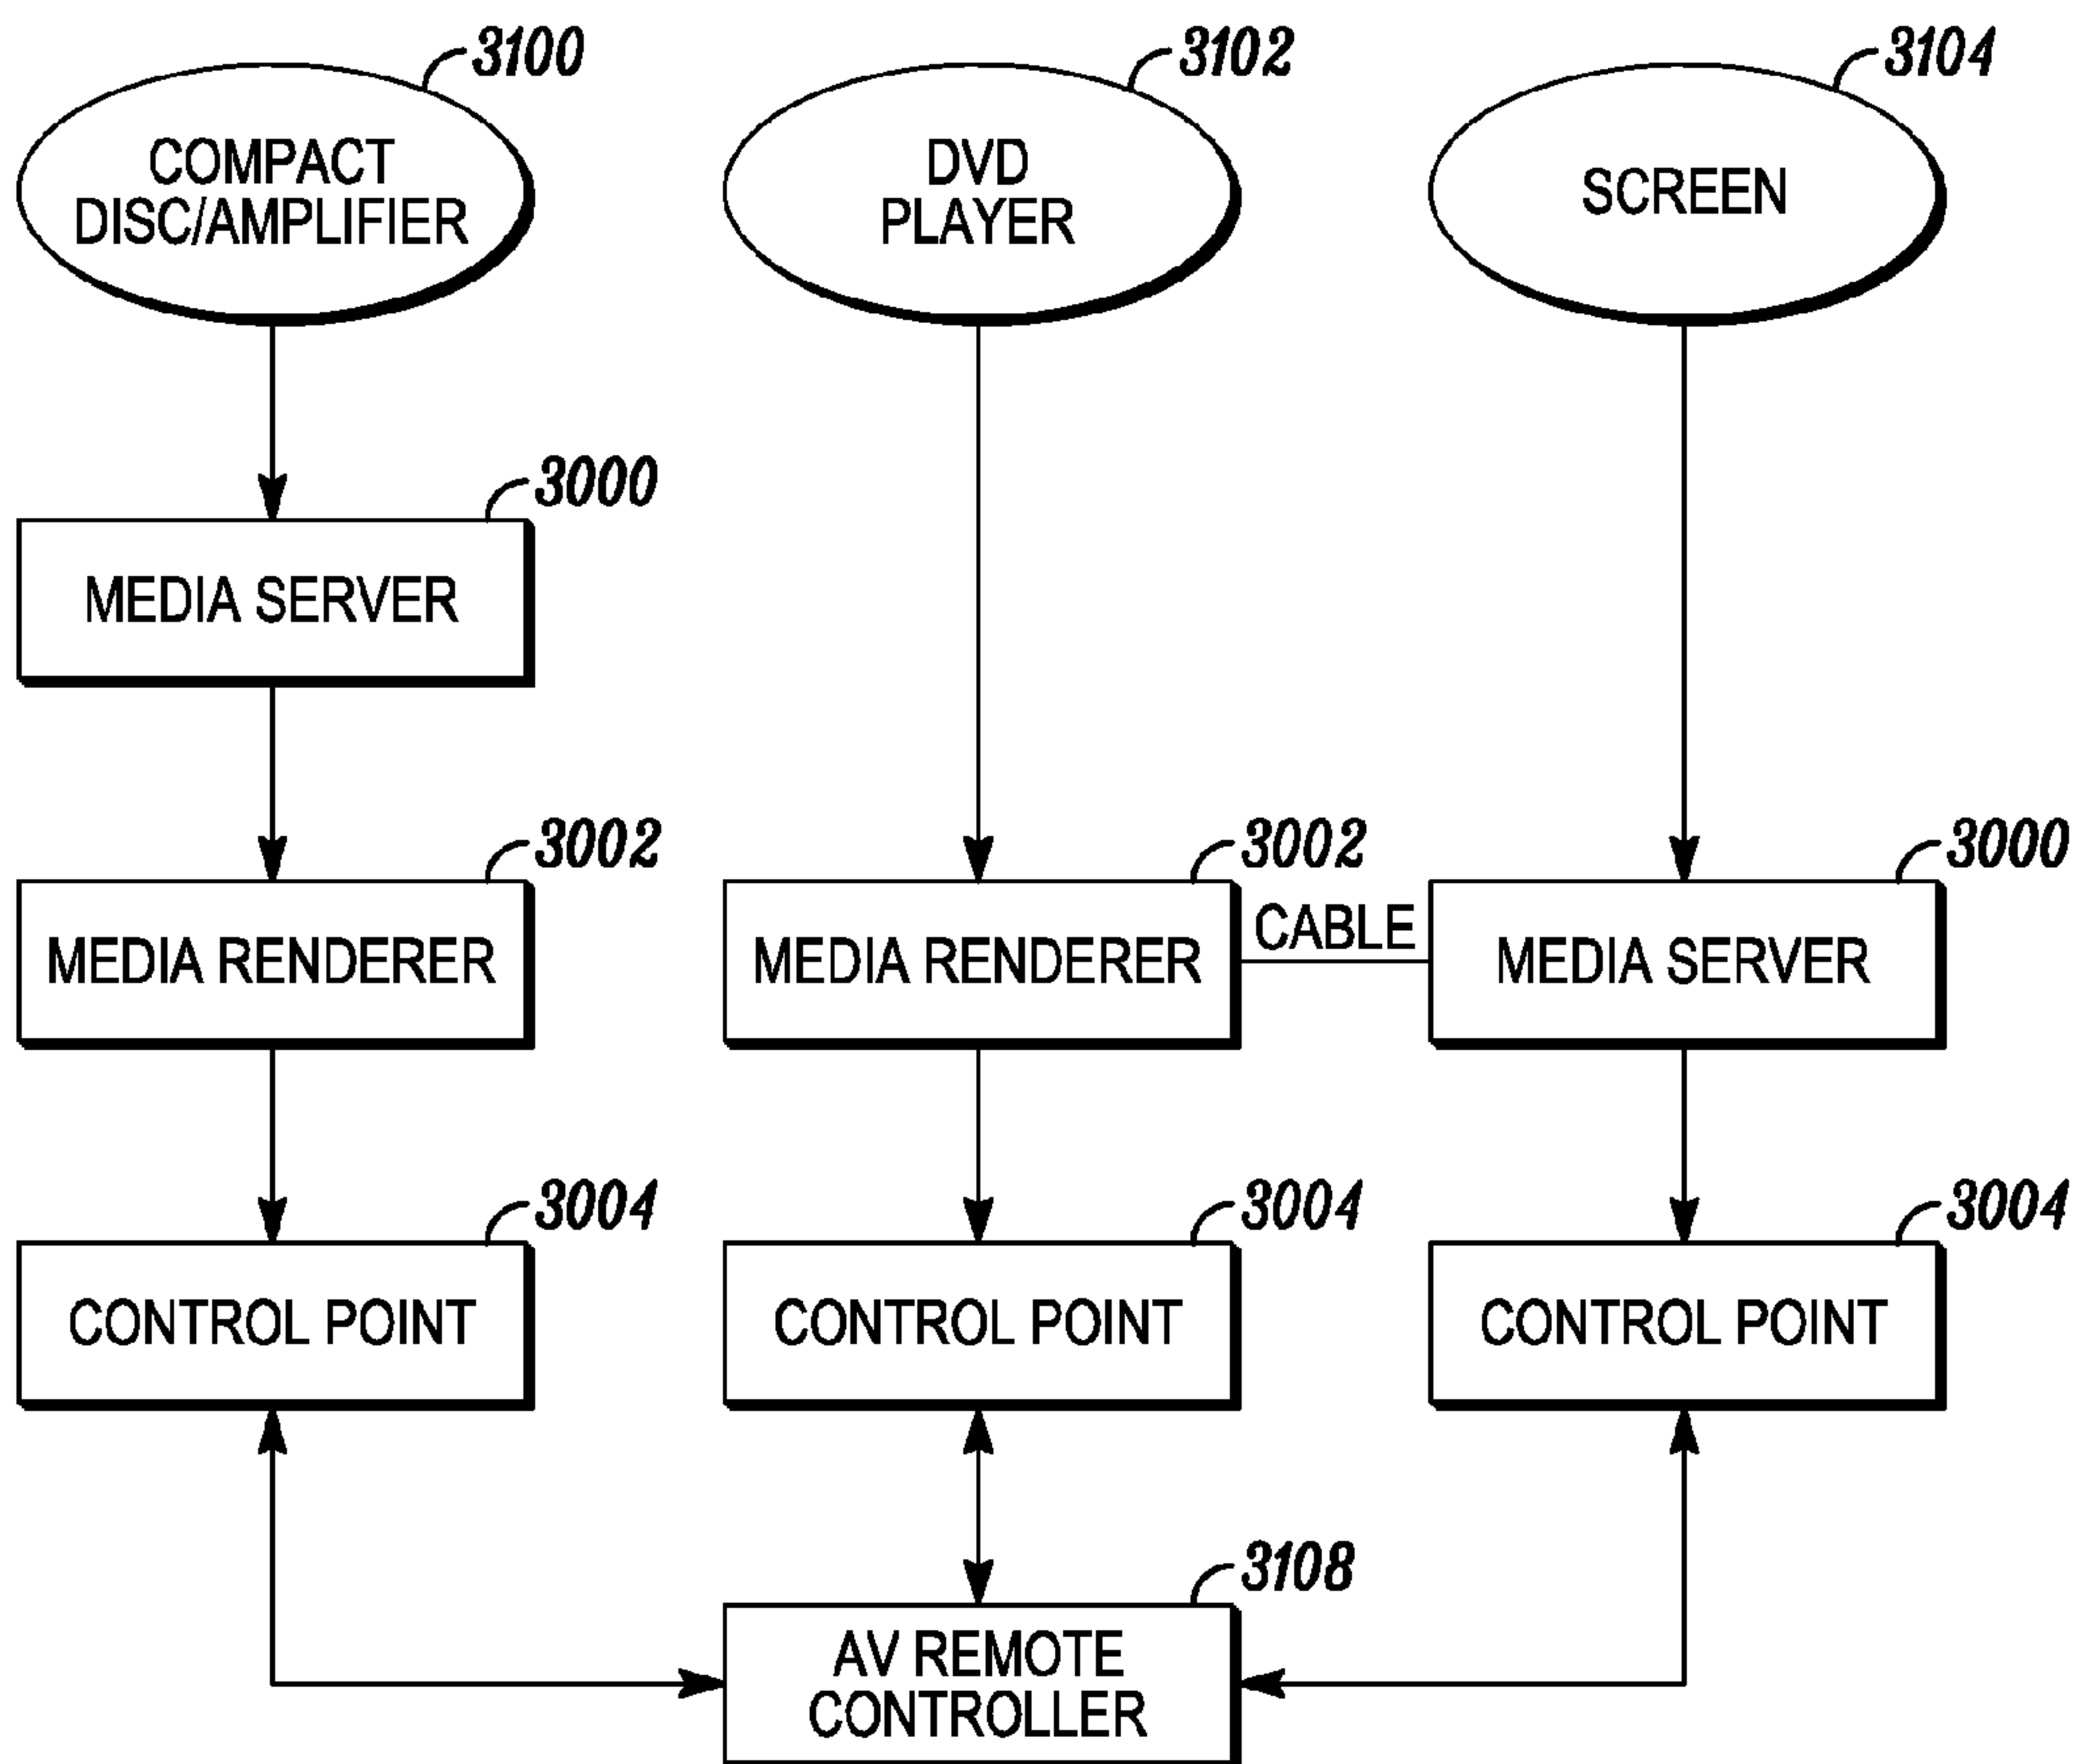 3100
3102
3104
COMPACT
DISC/AMPLIFIER
DVD
PLAYER
SCREEN
3000
MEDIA SERVER
3002
3002
3000
MEDIA RENDERER
MEDIA RENDERER
CABLE
MEDIA SERVER
3004
3004
3004
CONTROL POINT
CONTROL POINT
CONTROL POINT
3108
AV REMOTE
CONTROLLER